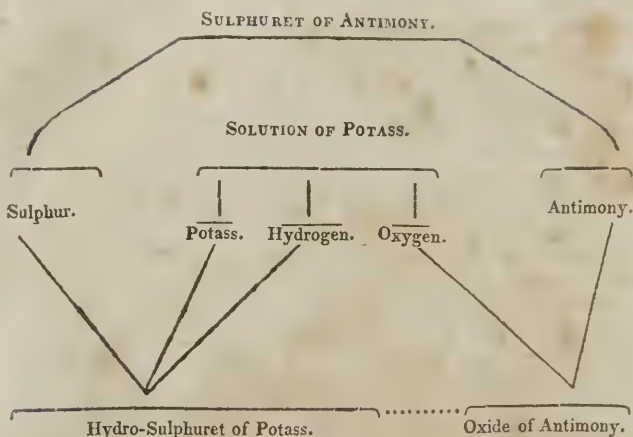 SULPHURET OF ANTIMONY.
SOLUTION OF POTASS.
Sulphur. Potass. Hydrogen. Oxygen. Antimony.
Hydro-Sulphuret of Potass. Oxide of Antimony.